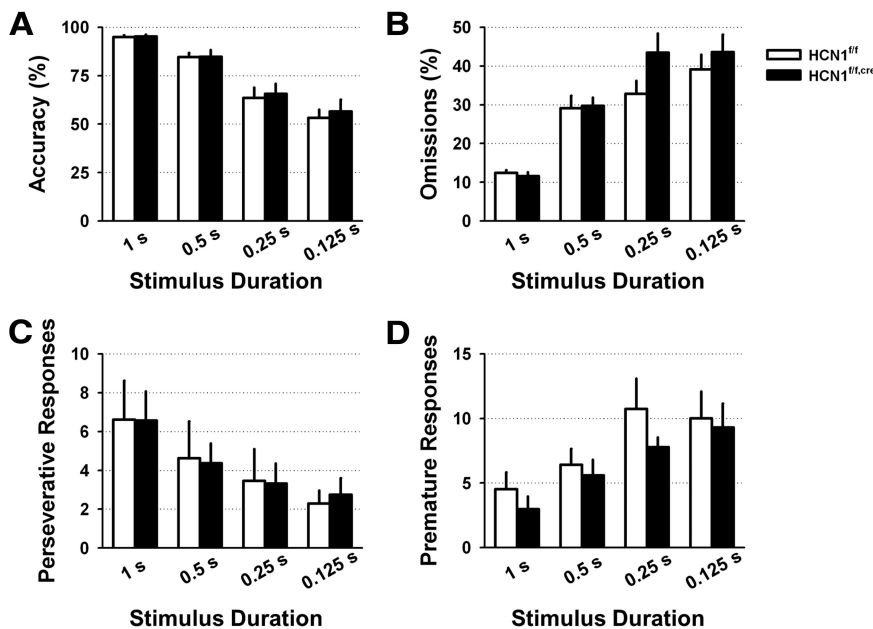 A
Accuracy (%)
100
75
50
25
0
1 s 0.5 s 0.25 s 0.125 s
Stimulus Duration
B
Omissions (%)
50
40
30
20
10
0
1 s 0.5 s 0.25 s 0.125 s
Stimulus Duration
HCN1f/f
HCN1f/f,cre
C
Perseverative Responses
10
8
6
4
2
0
1 s 0.5 s 0.25 s 0.125 s
Stimulus Duration
D
Premature Responses
15
10
5
0
1 s 0.5 s 0.25 s 0.125 s
Stimulus Duration